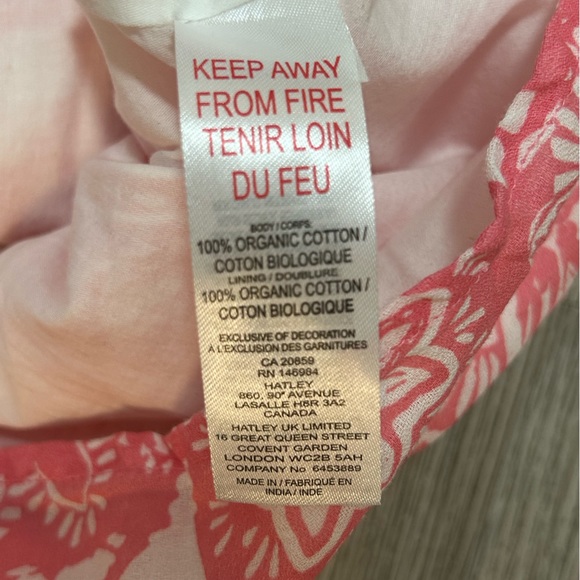 KEEP AWAY
FROM FIRE
TENIR LOIN
DU FEU
BODY / CORPS:
100% ORGANIC COTTON /
COTON BIOLOGIQUE
LINING / DOUBLURE:
100% ORGANIC COTTON /
COTON BIOLOGIQUE
EXCLUSIVE OF DECORATION
À L'EXCLUSION DES GARNITURES
CA 20859
RN 146984
HATLEY
860, 90e AVENUE
LASALLE H8R 3A2
CANADA
HATLEY UK LIMITED
16 GREAT QUEEN STREET
COVENT GARDEN
LONDON WC2B 5AH
COMPANY No. 6453889
MADE IN / FABRIQUÉ EN
INDIA / INDE